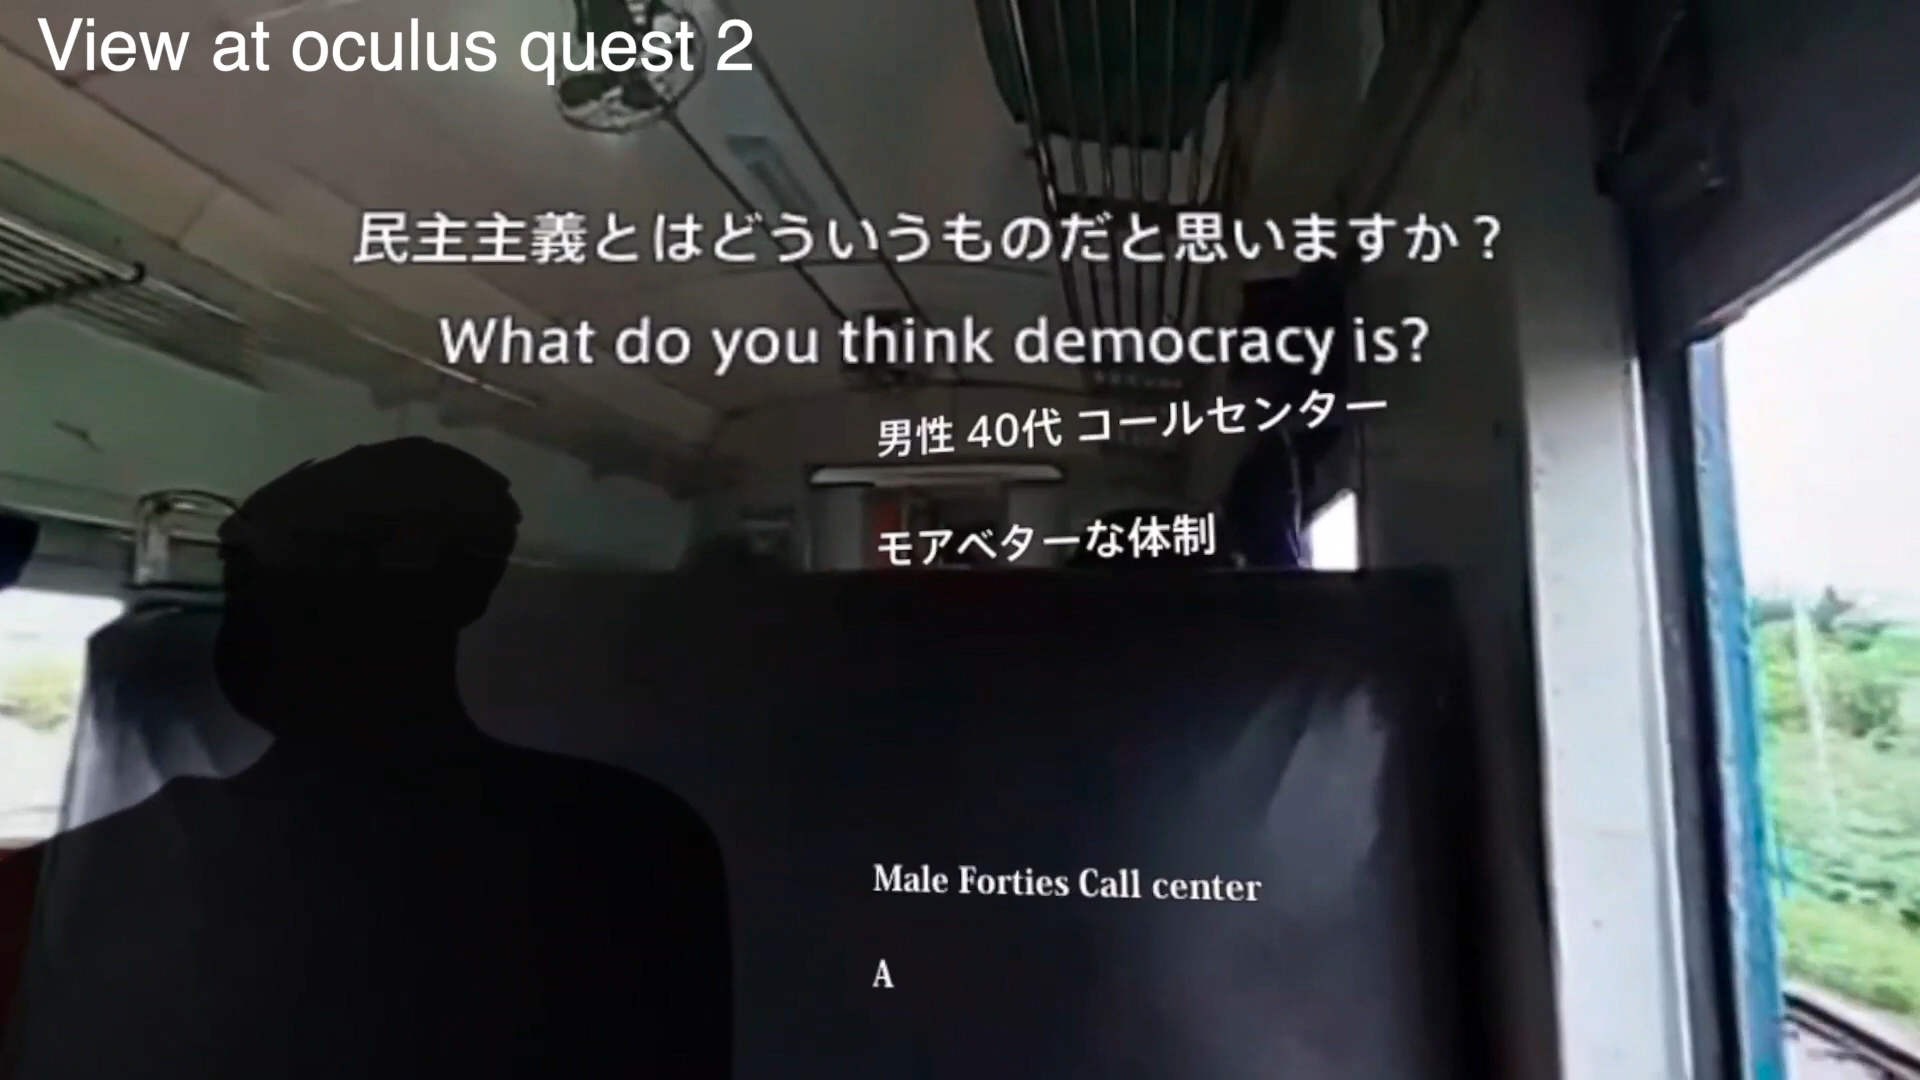 View at oculus quest 2
民主主義とはどういうものだと思いますか？
What do you think democracy is?
男性 40代 コールセンター
モアベターな体制
Male Forties Call center
A